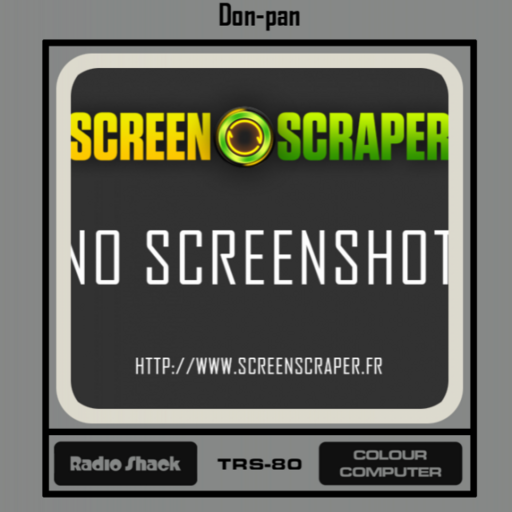 Don-pan
SCREEN SCRAPER
NO SCREENSHOT
HTTP://WWW.SCREENSCRAPER.FR
Radio Shack
TRS-80
COLOUR
COMPUTER